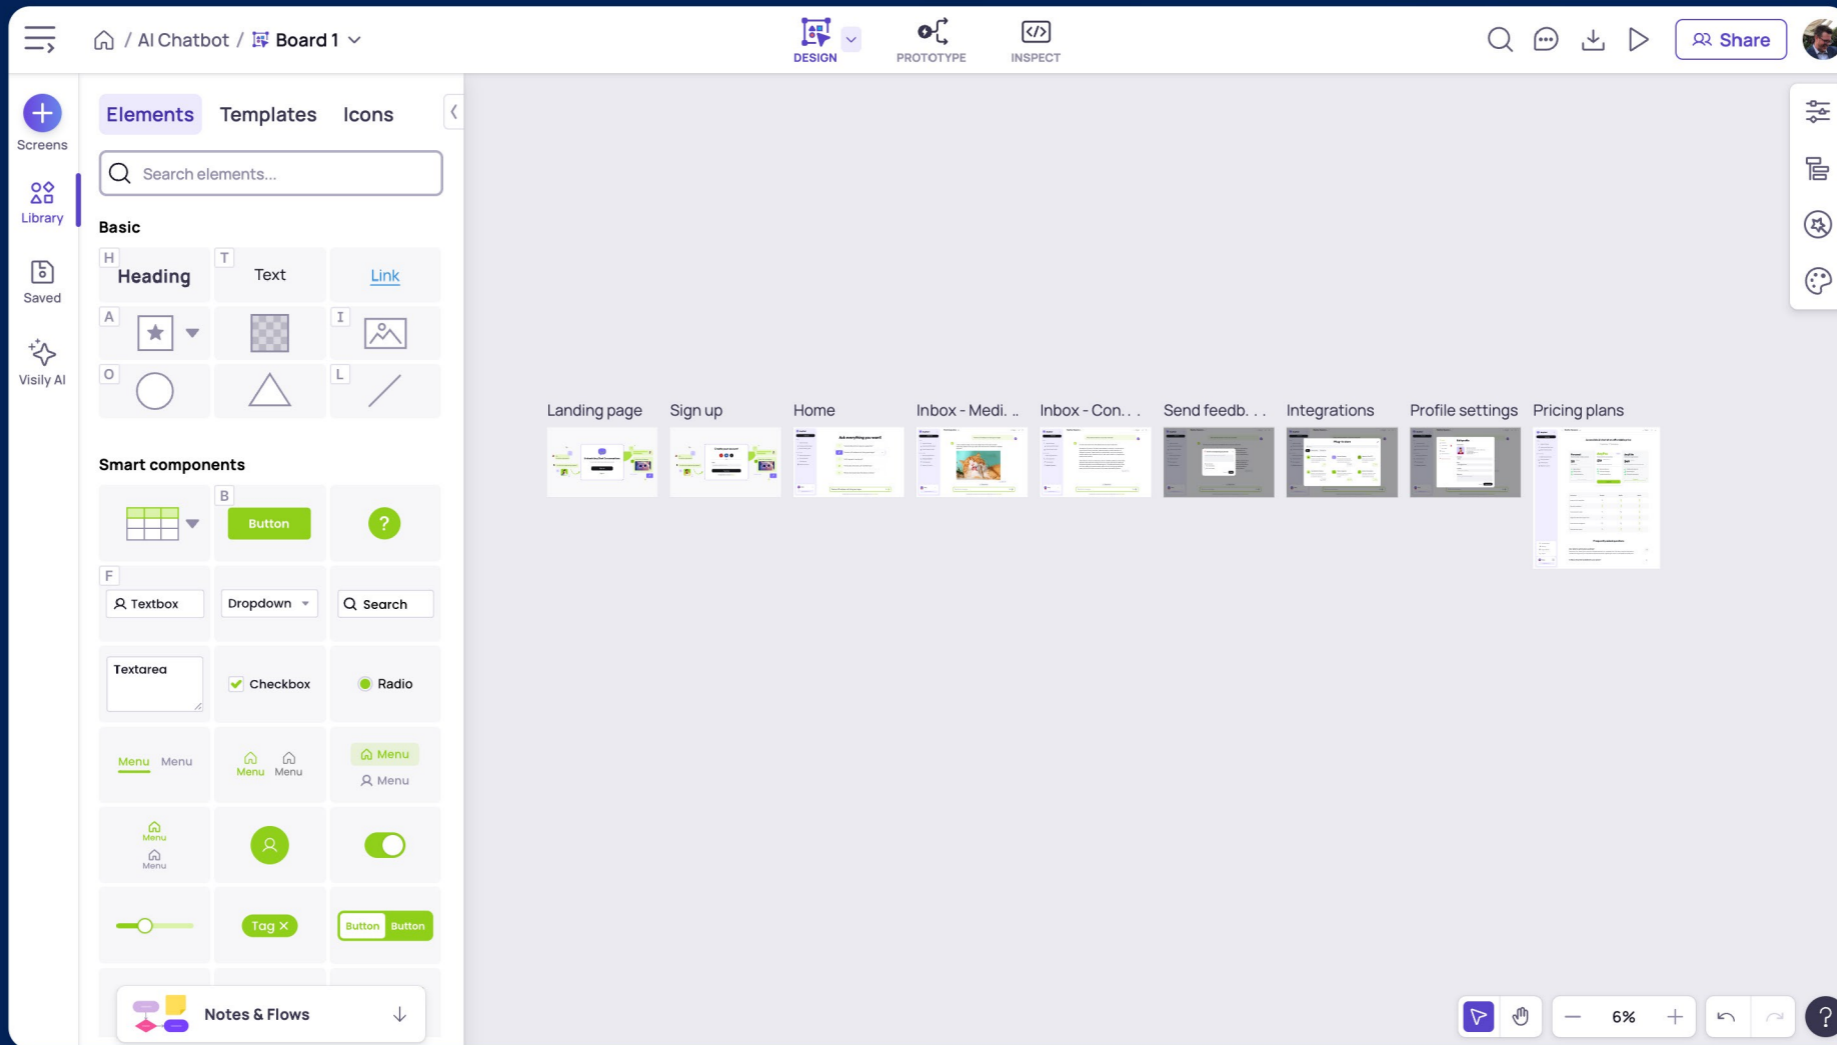 / AI Chatbot / Board 1
DESIGN
PROTOTYPE
INSPECT
Share
Screens
Library
Saved
Visily AI
Elements Templates Icons
Search elements...
Basic
H Heading
T Text
Link
A
I
O
L
Smart components
B Button
?
F Textbox
Dropdown
Search
Textarea
Checkbox
Radio
Menu Menu
Menu Menu
Menu
Menu
Menu
Menu
Tag ×
Button Button
Notes & Flows
Landing page
Sign up
Home
Inbox - Medi. ..
Inbox - Con. . .
Send feedb. . .
Integrations
Profile settings
Pricing plans
6%
?